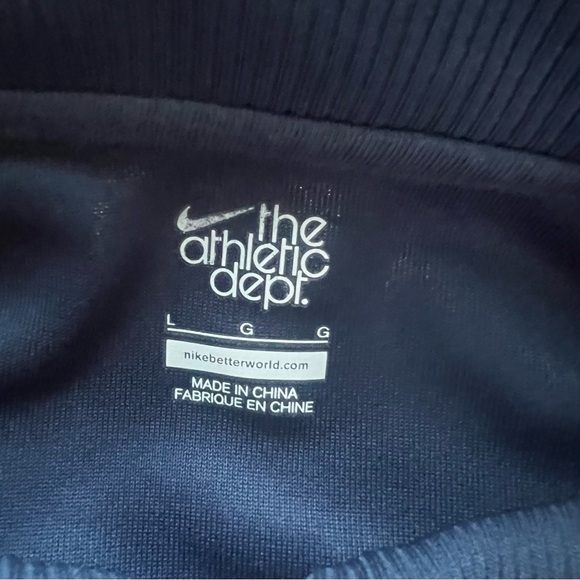 the
athletic
dept.
L G G
nikebetterworld.com
MADE IN CHINA
FABRIQUE EN CHINE